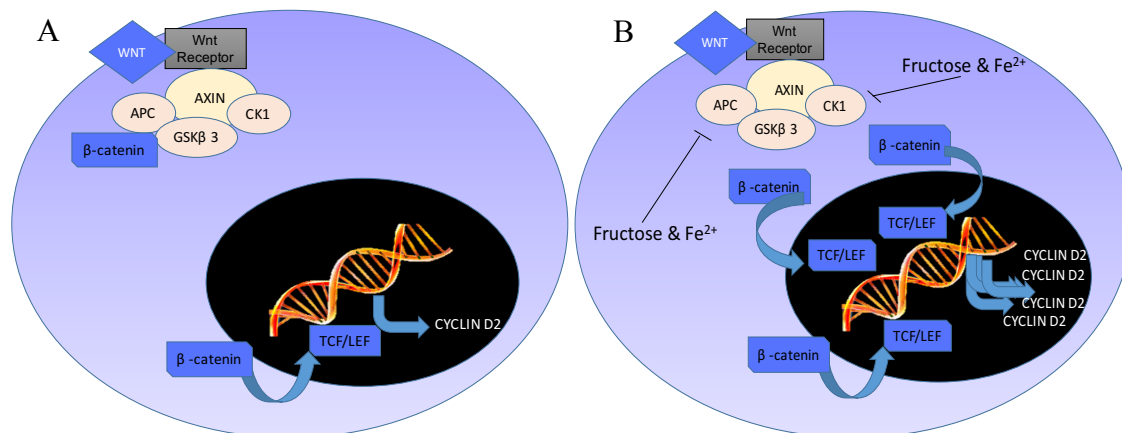 A
WNT
Wnt
Receptor
AXIN
APC
CK1
GSKβ 3
β-catenin
CYCLIN D2
TCF/LEF
β -catenin
B
WNT
Wnt
Receptor
Fructose & Fe²⁺
AXIN
APC
CK1
GSKβ 3
β -catenin
β -catenin
TCF/LEF
Fructose & Fe²⁺
TCF/LEF
CYCLIN D2
CYCLIN D2
CYCLIN D2
CYCLIN D2
TCF/LEF
β -catenin